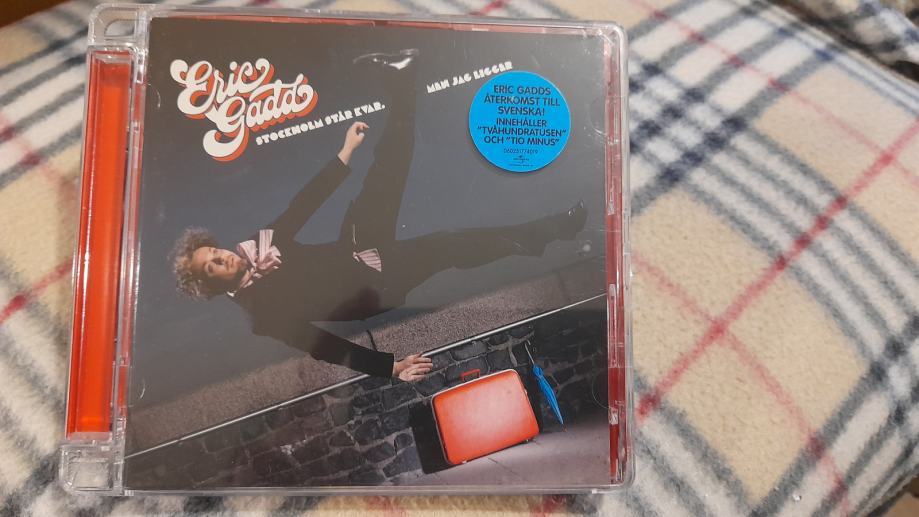 Eric
Gadd
STOCKHOLM STÅR KVAR.
MEN JAG LIGGER
ERIC GADDS
ÅTERKOMST TILL
SVENSKA!
INNEHÅLLER
"TVÅHUNDRATUSEN"
OCH "TIO MINUS"